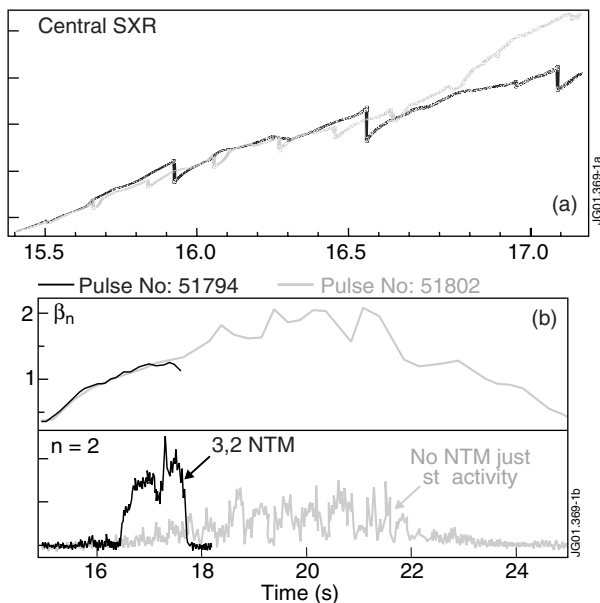 Central SXR
(a)
JG01.369-1a
15.5 16.0 16.5 17.0
Pulse No: 51794 Pulse No: 51802
2
βn
(b)
1
n = 2
3,2 NTM
No NTM just
st activity
JG01.369-1b
16 18 20 22 24
Time (s)